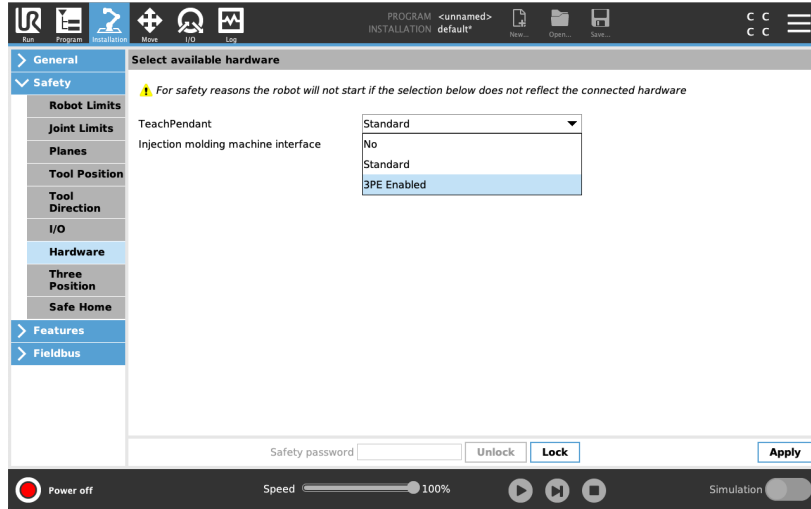 UR
Run
Program
Installation
Move
I/O
Log
PROGRAM <unnamed>
INSTALLATION default*
New...
Open...
Save...
C C
C C
General
Safety
Robot Limits
Joint Limits
Planes
Tool Position
Tool
Direction
I/O
Hardware
Three
Position
Safe Home
Features
Fieldbus
Select available hardware
For safety reasons the robot will not start if the selection below does not reflect the connected hardware
TeachPendant
Standard
Injection molding machine interface
No
Standard
3PE Enabled
Safety password
Unlock
Lock
Apply
Power off
Speed
100%
Simulation